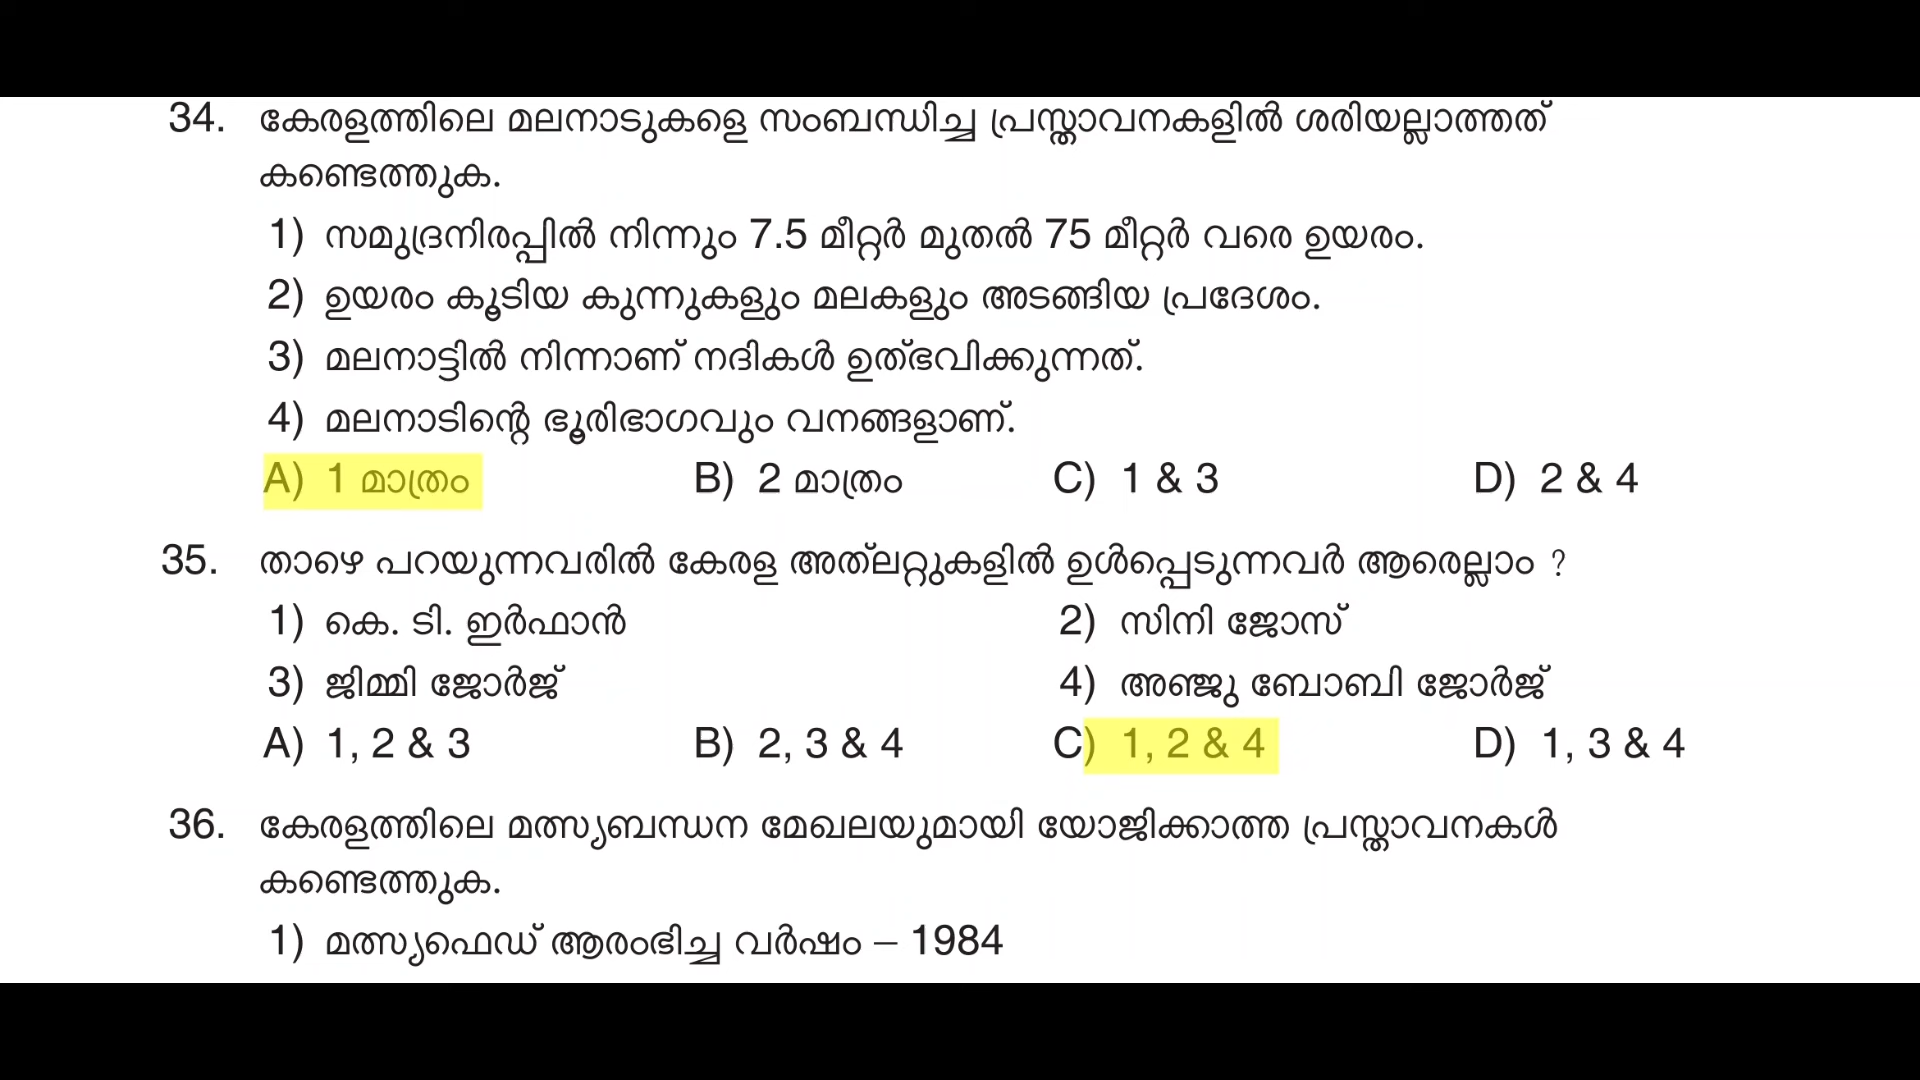 34. കേരളത്തിലെ മലനാടുകളെ സംബന്ധിച്ച പ്രസ്താവനകളിൽ ശരിയല്ലാത്തത്
കണ്ടെത്തുക.
1) സമുദ്രനിരപ്പിൽ നിന്നും 7.5 മീറ്റർ മുതൽ 75 മീറ്റർ വരെ ഉയരം.
2) ഉയരം കൂടിയ കുന്നുകളും മലകളും അടങ്ങിയ പ്രദേശം.
3) മലനാട്ടിൽ നിന്നാണ് നദികൾ ഉത്ഭവിക്കുന്നത്.
4) മലനാടിന്റെ ഭൂരിഭാഗവും വനങ്ങളാണ്.
A) 1 മാത്രം B) 2 മാത്രം C) 1 & 3 D) 2 & 4
35. താഴെ പറയുന്നവരിൽ കേരള അത്‌ലറ്റുകളിൽ ഉൾപ്പെടുന്നവർ ആരെല്ലാം ?
1) കെ. ടി. ഇർഫാൻ 2) സിനി ജോസ്
3) ജിമ്മി ജോർജ് 4) അഞ്ജു ബോബി ജോർജ്
A) 1, 2 & 3 B) 2, 3 & 4 C) 1, 2 & 4 D) 1, 3 & 4
36. കേരളത്തിലെ മത്സ്യബന്ധന മേഖലയുമായി യോജിക്കാത്ത പ്രസ്താവനകൾ
കണ്ടെത്തുക.
1) മത്സ്യഫെഡ് ആരംഭിച്ച വർഷം – 1984